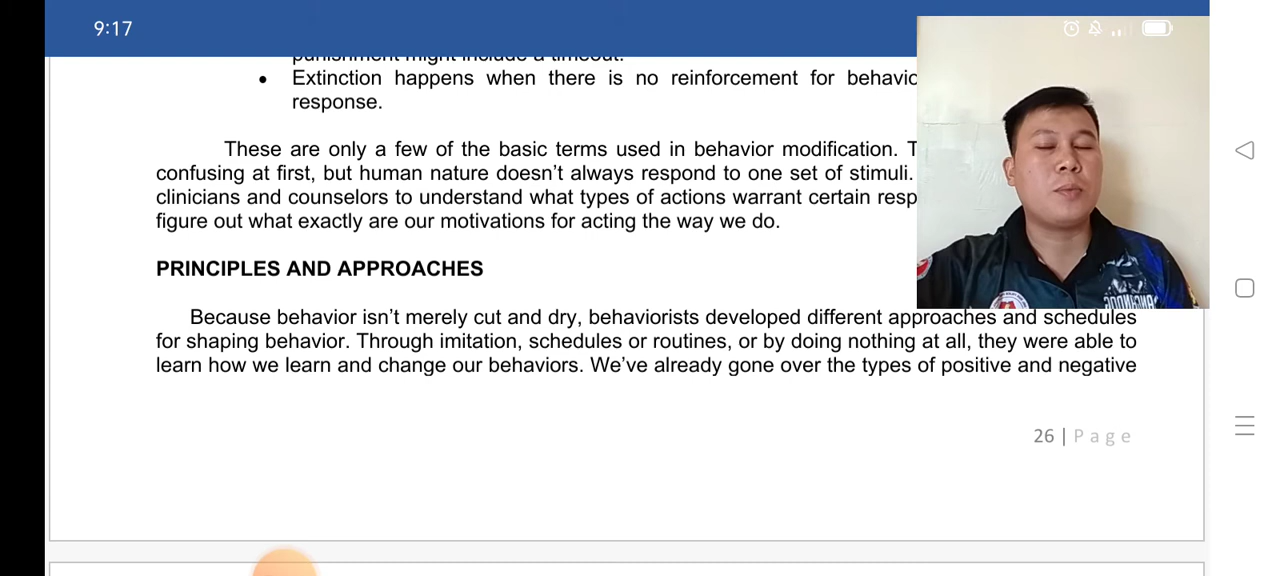 9:17
punishment might include a timeout.
• Extinction happens when there is no reinforcement for
response.
These are only a few of the basic terms used in behavior modification.
confusing at first, but human nature doesn’t always respond to one set of stimuli.
clinicians and counselors to understand what types of actions warrant certain
figure out what exactly are our motivations for acting the way we do.
PRINCIPLES AND APPROACHES
Because behavior isn’t merely cut and dry, behaviorists developed different approaches and schedules
for shaping behavior. Through imitation, schedules or routines, or by doing nothing at all, they were able to
learn how we learn and change our behaviors. We’ve already gone over the types of positive and negative
26 | Page